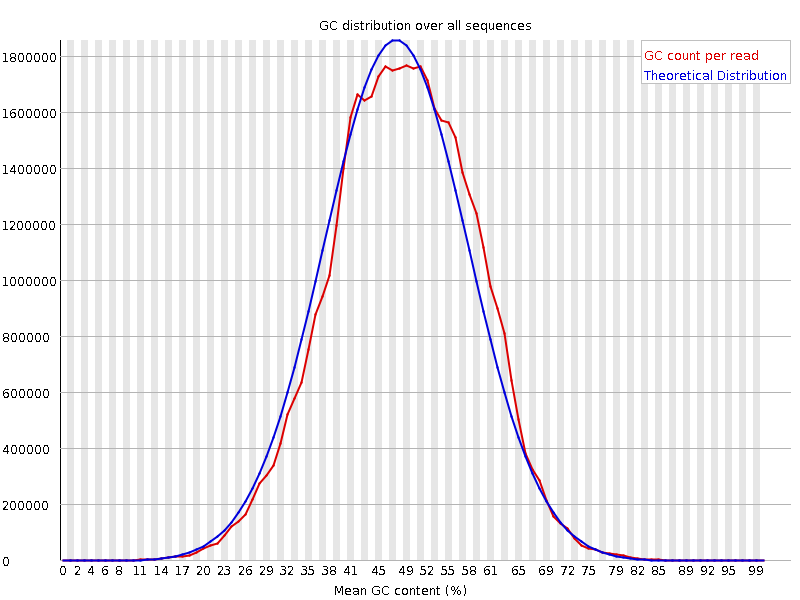 GC distribution over all sequences
GC count per read
Theoretical Distribution
1800000
1600000
1400000
1200000
1000000
800000
600000
400000
200000
0
0 2 4 6 8 11 14 17 20 23 26 29 32 35 38 41 45 49 52 55 58 61 65 69 72 75 79 82 85 89 92 95 99
Mean GC content (%)